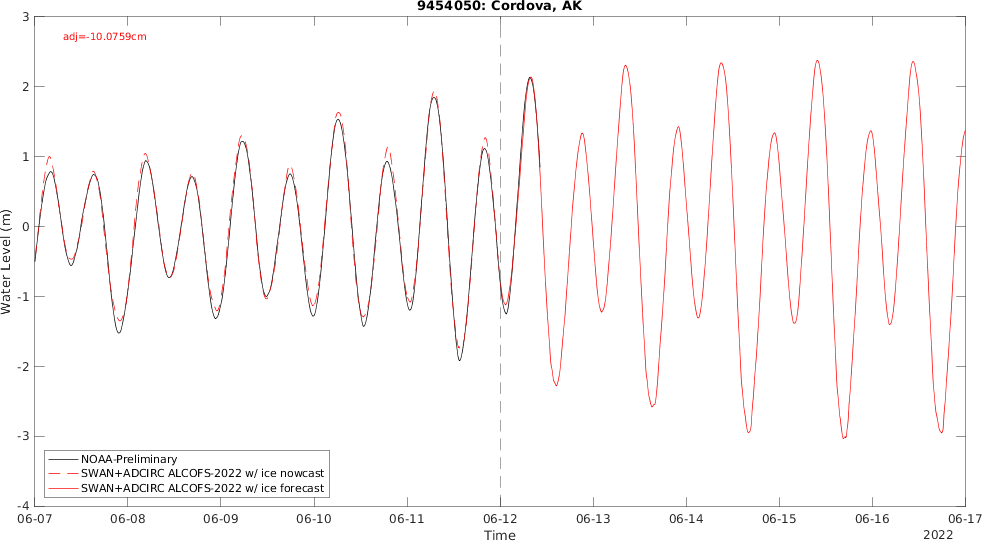 9454050: Cordova, AK
adj=-10.0759cm
3
2
1
0
-1
-2
-3
-4
Water Level (m)
NOAA-Preliminary
SWAN+ADCIRC ALCOFS-2022 w/ ice nowcast
SWAN+ADCIRC ALCOFS-2022 w/ ice forecast
06-07 06-08 06-09 06-10 06-11 06-12 06-13 06-14 06-15 06-16 06-17
Time
2022